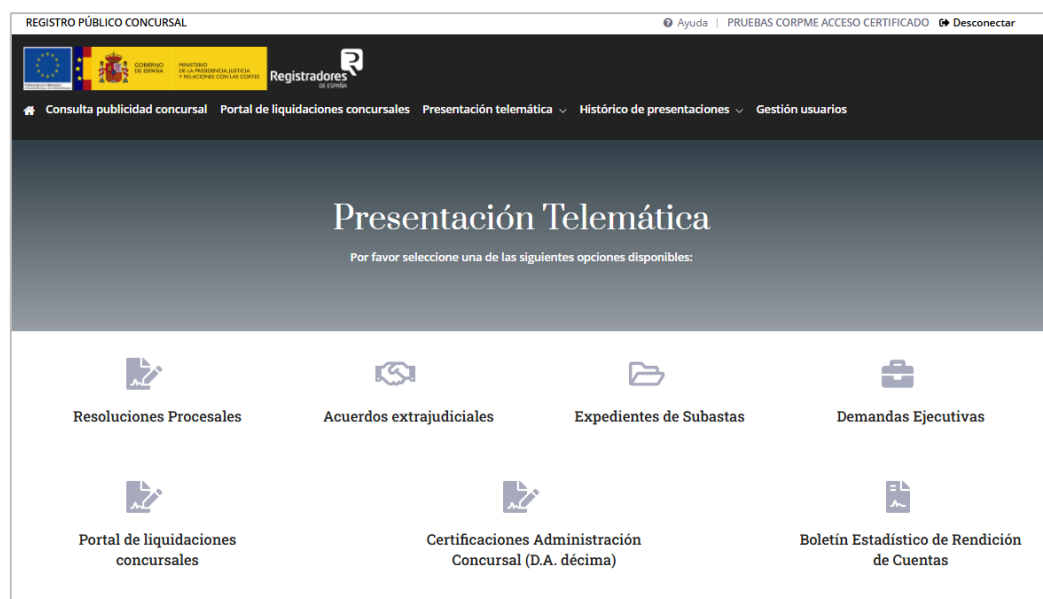 REGISTRO PÚBLICO CONCURSAL
Ayuda | PRUEBAS CORPME ACCESO CERTIFICADO Desconectar
GOBIERNO
DE ESPAÑA
MINISTERIO
DE LA PRESIDENCIA, JUSTICIA
Y RELACIONES CON LAS CORTES
Registradores
DE ESPAÑA
Consulta publicidad concursal Portal de liquidaciones concursales Presentación telemática Histórico de presentaciones Gestión usuarios
Presentación Telemática
Por favor seleccione una de las siguientes opciones disponibles:
Resoluciones Procesales
Acuerdos extrajudiciales
Expedientes de Subastas
Demandas Ejecutivas
Portal de liquidaciones
concursales
Certificaciones Administración
Concursal (D.A. décima)
Boletín Estadístico de Rendición
de Cuentas